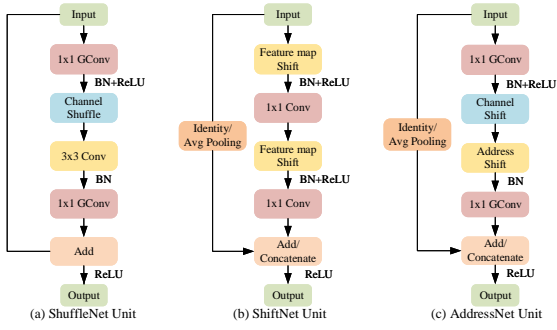 Input
1x1 GConv
BN+ReLU
Channel
Shuffle
3x3 Conv
BN
1x1 GConv
Add
ReLU
Output
(a) ShuffleNet Unit
Input
Feature map
Shift
BN+ReLU
1x1 Conv
Identity/
Avg Pooling
Feature map
Shift
BN+ReLU
1x1 Conv
Add/
Concatenate
ReLU
Output
(b) ShiftNet Unit
Input
1x1 GConv
BN+ReLU
Channel
Shift
Identity/
Avg Pooling
Address
Shift
BN
1x1 GConv
Add/
Concatenate
ReLU
Output
(c) AddressNet Unit